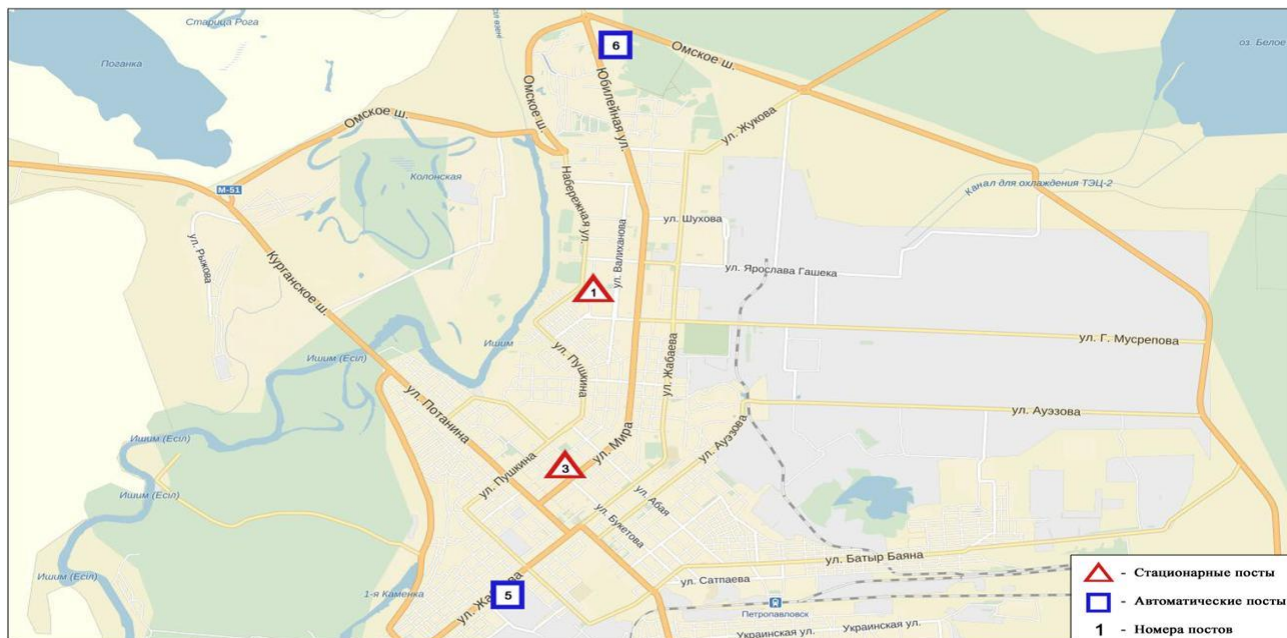 Старица Рога
Поганка
6
Омское ш.
оз. Белое
Юбилейная ул.
Омское ш.
Омское ш.
ул. Жукова
Колонская
М-51
Канал для охлаждения ТЭЦ-2
Набережная ул.
ул. Валиханова
ул. Шухова
ул. Рыжова
Курганское ш.
ул. Ярослава Гашека
1
Ишим
ул. Г. Мусрепова
Ишим (Есіл)
ул. Пушкина
ул. Жабаева
ул. Потанина
ул. Ауэзова
ул. Ауэзова
ул. Мира
Ишим (Есіл)
ул. Пушкина
3
Ишим (Есіл)
ул. Абая
ул. Букетова
ул. Батыр Баяна
Ишим (Есіл)
1-я Каменка
5
ул. Сатпаева
Петропавловск
Украинская ул.
Украинская ул.
- Стационарные посты
- Автоматические посты
1 - Номера постов